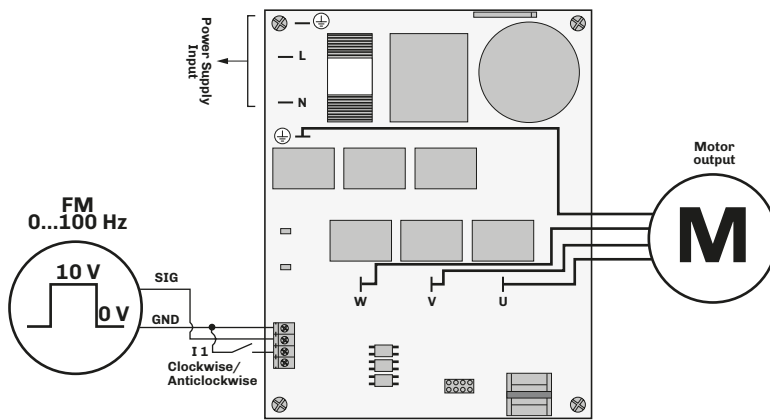 Power Supply
Input
L
N
Motor
output
M
FM
0...100 Hz
10 V
0 V
SIG
GND
W
V
U
I 1
Clockwise/
Anticlockwise